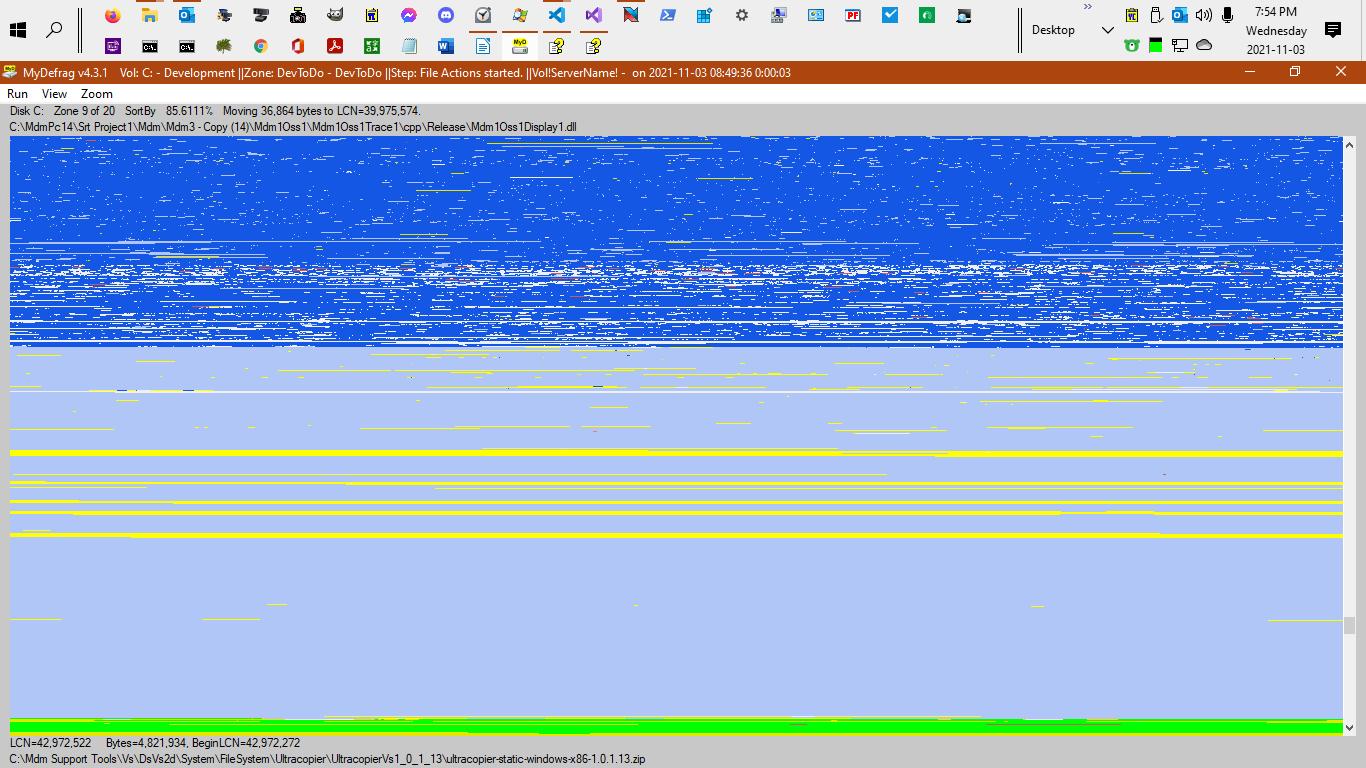 7:54 PM
Desktop
Wednesday
2021-11-03
MyDefrag v4.3.1 Vol: C: - Development ||Zone: DevToDo - DevToDo ||Step: File Actions started. ||Vol!ServerName! - on 2021-11-03 08:49:36 0:00:03
Run View Zoom
Disk C: Zone 9 of 20 SortBy 85.6111% Moving 36,864 bytes to LCN=39,975,574.
C:\MdmPc14\Srt Project1\Mdm\Mdm3 - Copy (14)\Mdm1Oss1\Mdm1Oss1Trace1\cpp\Release\Mdm1Oss1Display1.dll
LCN=42,972,522 Bytes=4,821,934, BeginLCN=42,972,272
C:\Mdm Support Tools\Vs\DsVs2d\System\FileSystem\Ultracopier\UltracopierVs1_0_1_13\ultracopier-static-windows-x86-1.0.1.13.zip